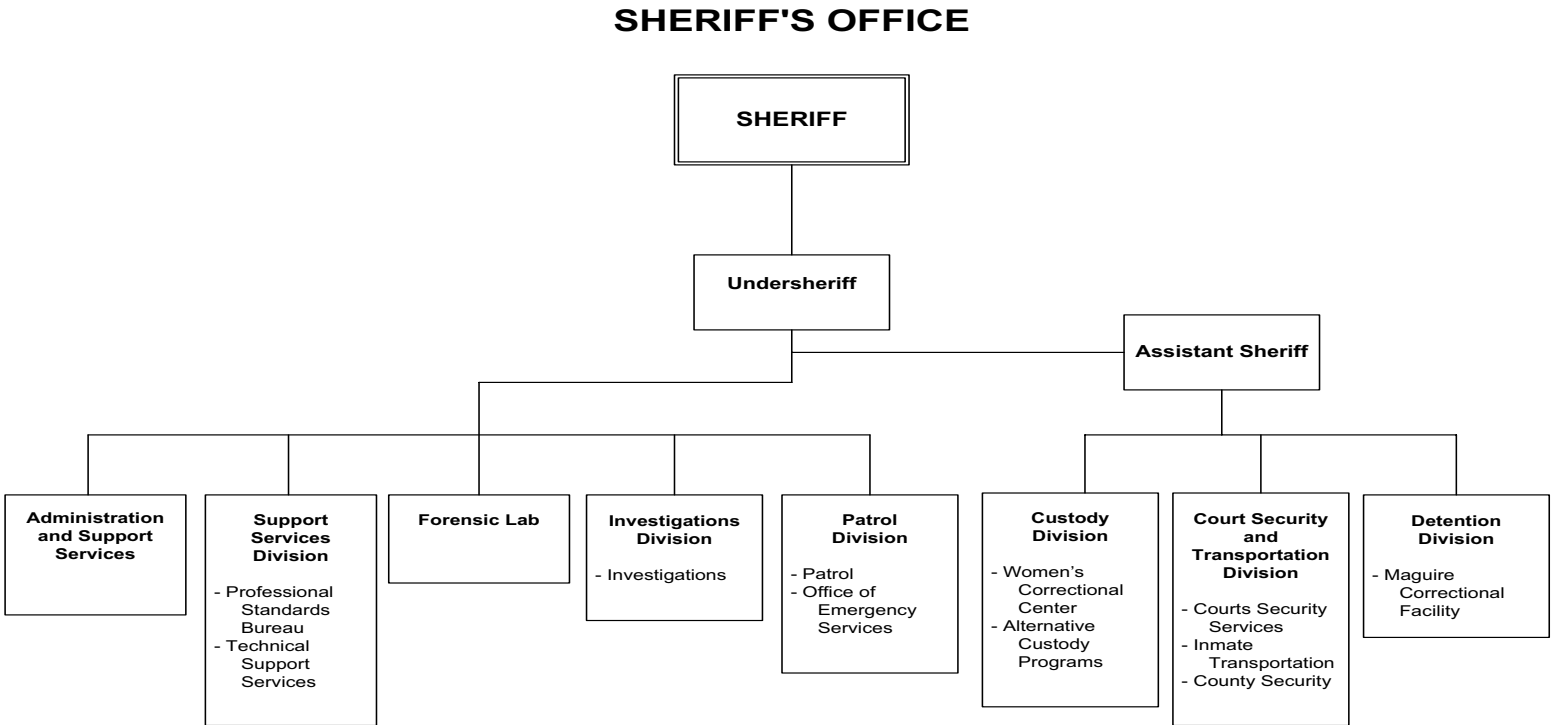 SHERIFF'S OFFICE
SHERIFF
Undersheriff
Assistant Sheriff
Administration
and Support
Services
Support
Services
Division
- Professional
Standards
Bureau
- Technical
Support
Services
Forensic Lab
Investigations
Division
- Investigations
Patrol
Division
- Patrol
- Office of
Emergency
Services
Custody
Division
- Women’s
Correctional
Center
- Alternative
Custody
Programs
Court Security
and
Transportation
Division
- Courts Security
Services
- Inmate
Transportation
- County Security
Detention
Division
- Maguire
Correctional
Facility